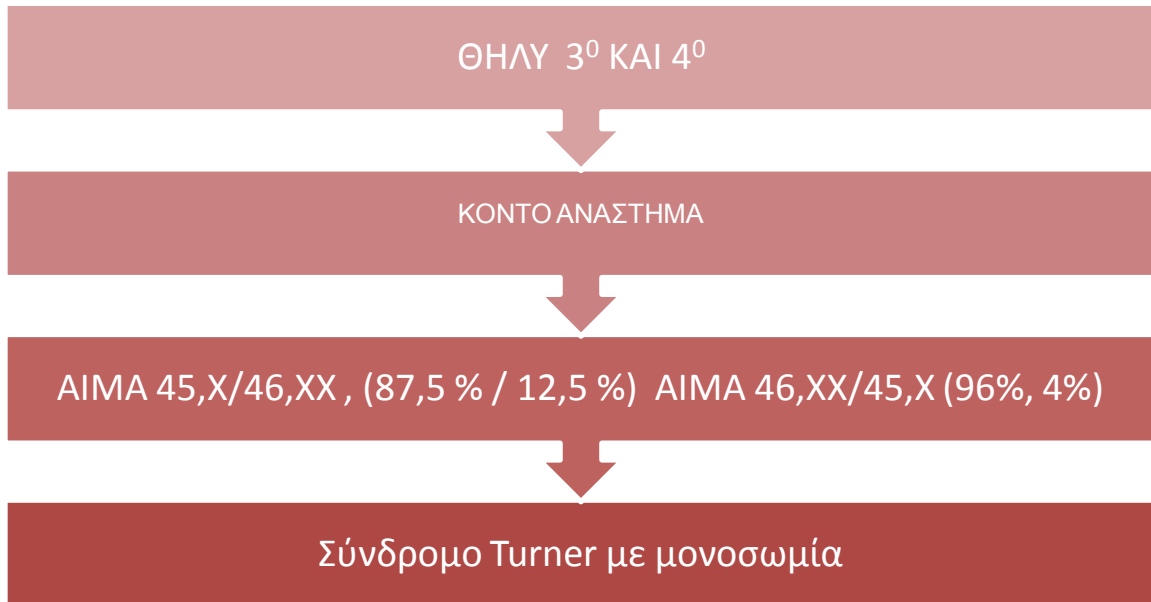 ΘΗΛΥ 3⁰ ΚΑΙ 4⁰
ΚΟΝΤΟ ΑΝΑΣΤΗΜΑ
ΑΙΜΑ 45,Χ/46,ΧΧ , (87,5 % / 12,5 %) ΑΙΜΑ 46,ΧΧ/45,Χ (96%, 4%)
Σύνδρομο Turner με μονοσωμία